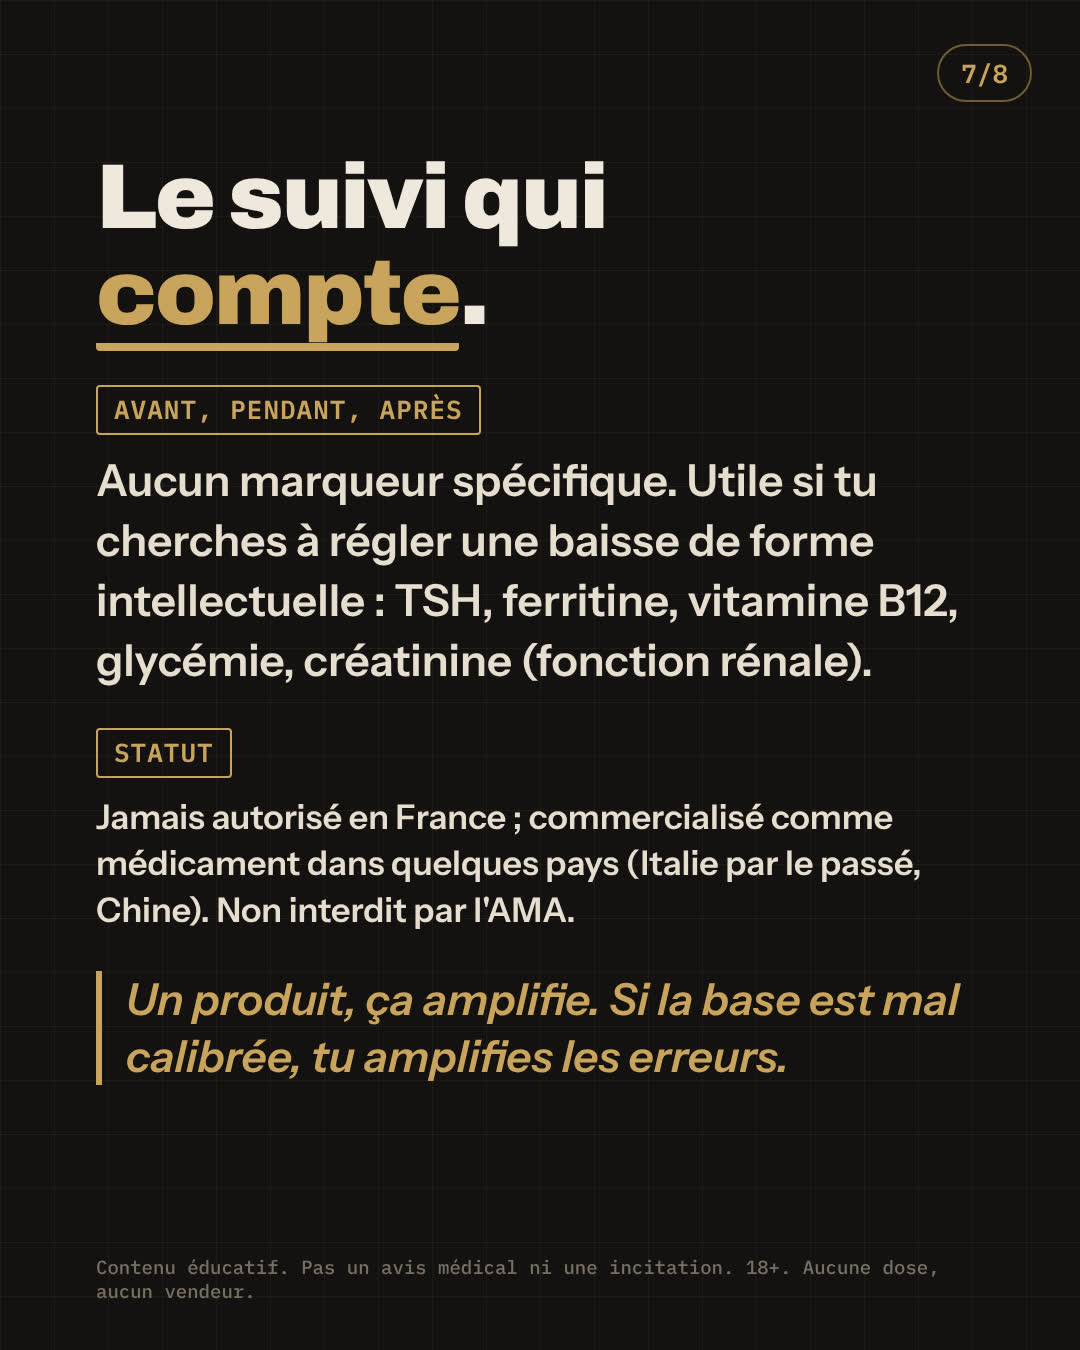 7/8
Le suivi qui
compte.
AVANT, PENDANT, APRÈS
Aucun marqueur spécifique. Utile si tu
cherches à régler une baisse de forme
intellectuelle : TSH, ferritine, vitamine B12,
glycémie, créatinine (fonction rénale).
STATUT
Jamais autorisé en France ; commercialisé comme
médicament dans quelques pays (Italie par le passé,
Chine). Non interdit par l'AMA.
Un produit, ça amplifie. Si la base est mal
calibrée, tu amplifies les erreurs.
Contenu éducatif. Pas un avis médical ni une incitation. 18+. Aucune dose,
aucun vendeur.